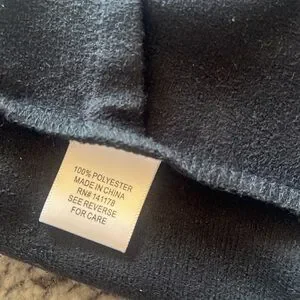 100% POLYESTER
MADE IN CHINA
RN# 141178
SEE REVERSE
FOR CARE